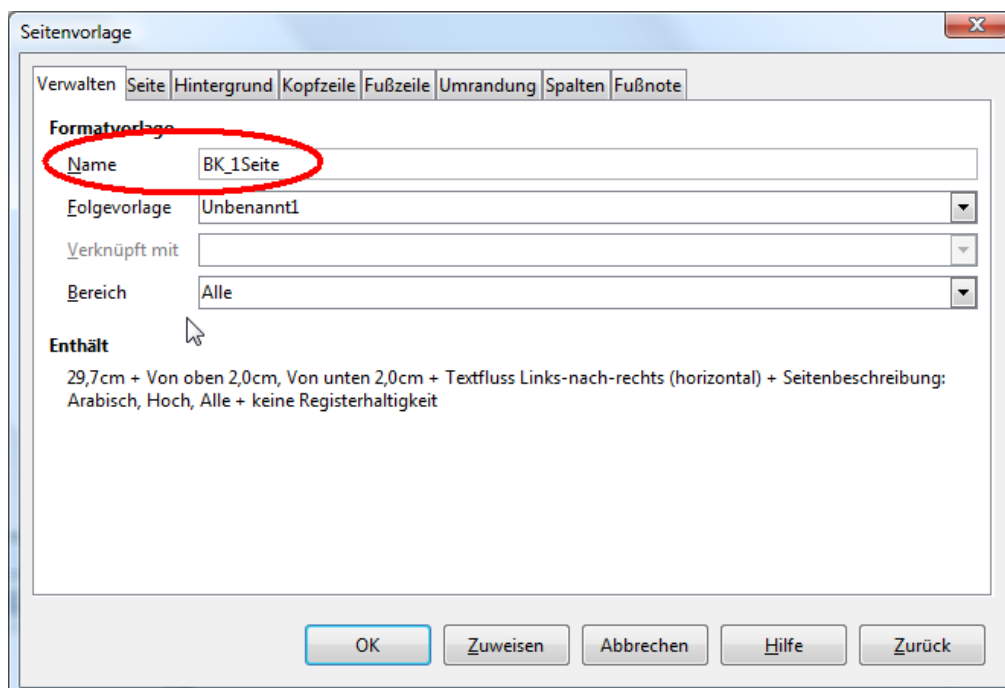 Seitenvorlage
Verwalten Seite Hintergrund Kopfzeile Fußzeile Umrandung Spalten Fußnote
Formatvorlage
Name BK_1Seite
Folgevorlage Unbenannt1
Verknüpft mit
Bereich Alle
Enthält
29,7cm + Von oben 2,0cm, Von unten 2,0cm + Textfluss Links-nach-rechts (horizontal) + Seitenbeschreibung:
Arabisch, Hoch, Alle + keine Registerhaltigkeit
OK Zuweisen Abbrechen Hilfe Zurück